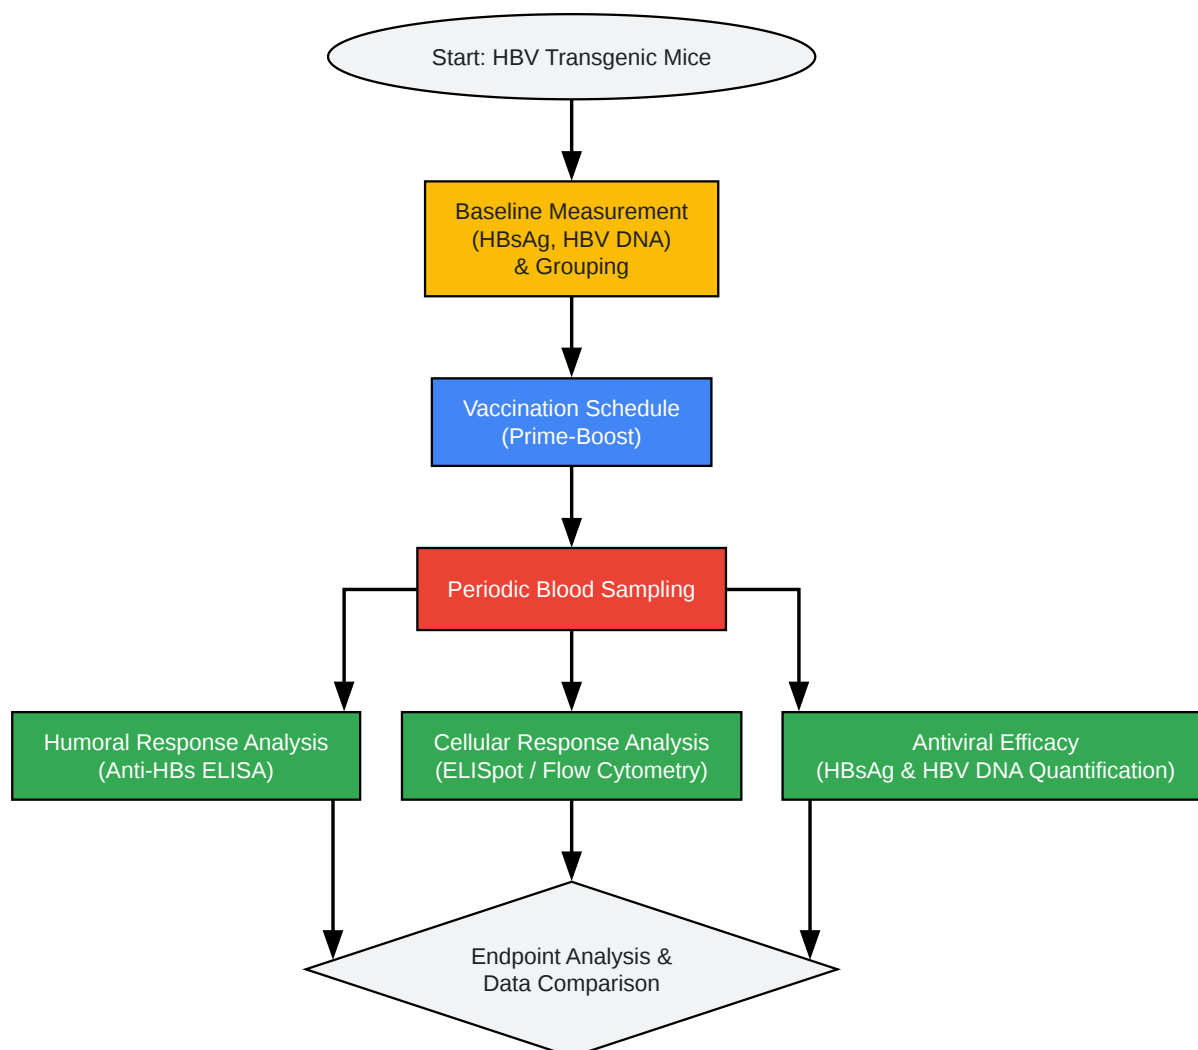 Start: HBV Transgenic Mice
Baseline Measurement
(HBsAg, HBV DNA)
& Grouping
Vaccination Schedule
(Prime-Boost)
Periodic Blood Sampling
Humoral Response Analysis
(Anti-HBs ELISA)
Cellular Response Analysis
(ELISpot / Flow Cytometry)
Antiviral Efficacy
(HBsAg & HBV DNA Quantification)
Endpoint Analysis &
Data Comparison